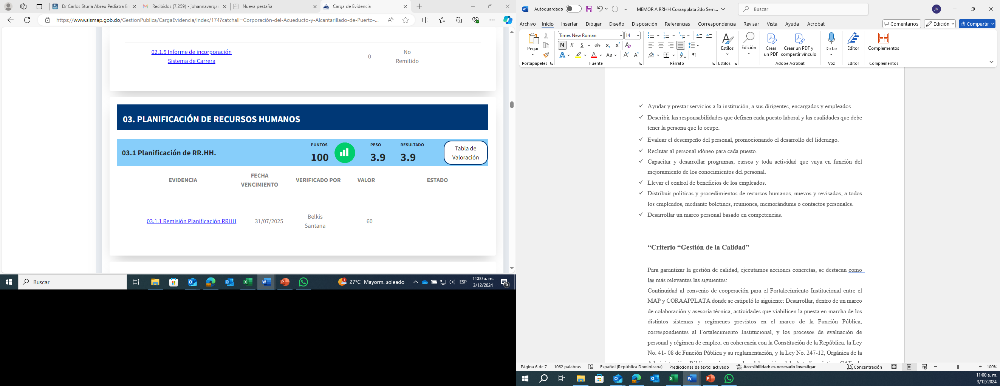 Dr Carlos Sturla Abreu Pediatra En
Recibidos (7.259) - johannavargas
Nueva pestaña
Carga de Evidencia
https://www.sismap.gob.do/GestionPublica/CargaEvidencia/Index/174?catchall=Corporación-del-Acueducto-y-Alcantarillado-de-Puerto-...
02.1.5 Informe de incorporación
Sistema de Carrera
0
No
Remitido
03. PLANIFICACIÓN DE RECURSOS HUMANOS
03.1 Planificación de RR.HH.
PUNTOS
100
PESO
3.9
RESULTADO
3.9
Tabla de
Valoración
EVIDENCIA
FECHA
VENCIMIENTO
VERIFICADO POR
VALOR
ESTADO
03.1.1 Remisión Planificación RRHH
31/07/2025
Belkis
Santana
60
Buscar
1
27°C Mayorm. soleado
ESP
11:00 a. m.
3/12/2024
6
Autoguardado
MEMORIA RRHH Coraapplata 2do Sem...
Buscar
JV
Archivo Inicio Insertar Dibujar Diseño Disposición Referencias Correspondencia Revisar Vista Ayuda Acrobat
Comentarios
Edición
Compartir
Pegar
Portapapeles
Times New Roman
14
N K S ab x₂ x²
A A Aa A A
Fuente
Párrafo
Estilos
Estilos
Edición
Crear
un PDF
Crear un PDF y
compartir vínculo
Adobe Acrobat
Dictar
Voz
Editor
Editor
Complementos
Complementos
✓ Ayudar y prestar servicios a la institución, a sus dirigentes, encargados y empleados.
✓ Describir las responsabilidades que definen cada puesto laboral y las cualidades que debe
tener la persona que lo ocupe.
✓ Evaluar el desempeño del personal, promocionando el desarrollo del liderazgo.
✓ Reclutar al personal idóneo para cada puesto.
✓ Capacitar y desarrollar programas, cursos y toda actividad que vaya en función del
mejoramiento de los conocimientos del personal.
✓ Llevar el control de beneficios de los empleados.
✓ Distribuir políticas y procedimientos de recursos humanos, nuevos y revisados, a todos
los empleados, mediante boletines, reuniones, memorándums o contactos personales.
✓ Desarrollar un marco personal basado en competencias.
“Criterio “Gestión de la Calidad”
Para garantizar la gestión de calidad, ejecutamos acciones concretas, se destacan como
las más relevantes las siguientes:
Continuidad al convenio de cooperación para el Fortalecimiento Institucional entre el
MAP y CORAAPPLATA donde se estipuló lo siguiente: Desarrollar, dentro de un marco
de colaboración y asesoría técnica, actividades que viabilicen la puesta en marcha de los
distintos sistemas y regímenes previstos en el marco de la Función Pública,
correspondientes al Fortalecimiento Institucional, y los procesos de evaluación de
personal y régimen de empleo, en coherencia con la Constitución de la República, la Ley
No. 41- 08 de Función Pública y su reglamentación, y la Ley No. 247-12, Orgánica de la
Página 6 de 7
1062 palabras
Español (República Dominicana)
Predicciones de texto: activado
Accesibilidad: es necesario investigar
Concentración
100%
11:00 a. m.
3/12/2024